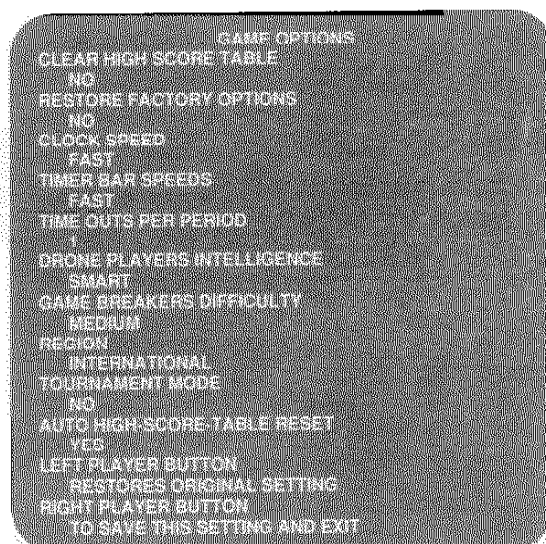 GAME OPTIONS
CLEAR HIGH SCORE TABLE
NO
RESTORE FACTORY OPTIONS
NO
CLOCK SPEED
FAST
TIMER BAR SPEEDS
FAST
TIME OUTS PER PERIOD
1
DRONE PLAYERS INTELLIGENCE
SMART
GAME BREAKERS DIFFICULTY
MEDIUM
REGION
INTERNATIONAL
TOURNAMENT MODE
NO
AUTO HIGH-SCORE-TABLE RESET
YES
LEFT PLAYER BUTTON
RESTORES ORIGINAL SETTING
RIGHT PLAYER BUTTON
TO SAVE THIS SETTING AND EXIT